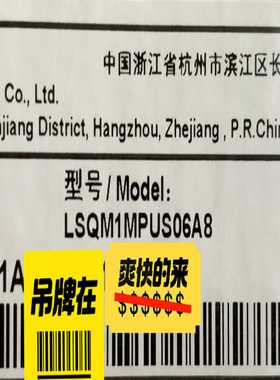 中国浙江省杭州市滨江区长
Co., Ltd.
jiang District, Hangzhou, Zhejiang , P.R.Chin
型号/ Model:
LSQM1MPUS06A8
1A
吊牌在
爽快的来
$$$$$$